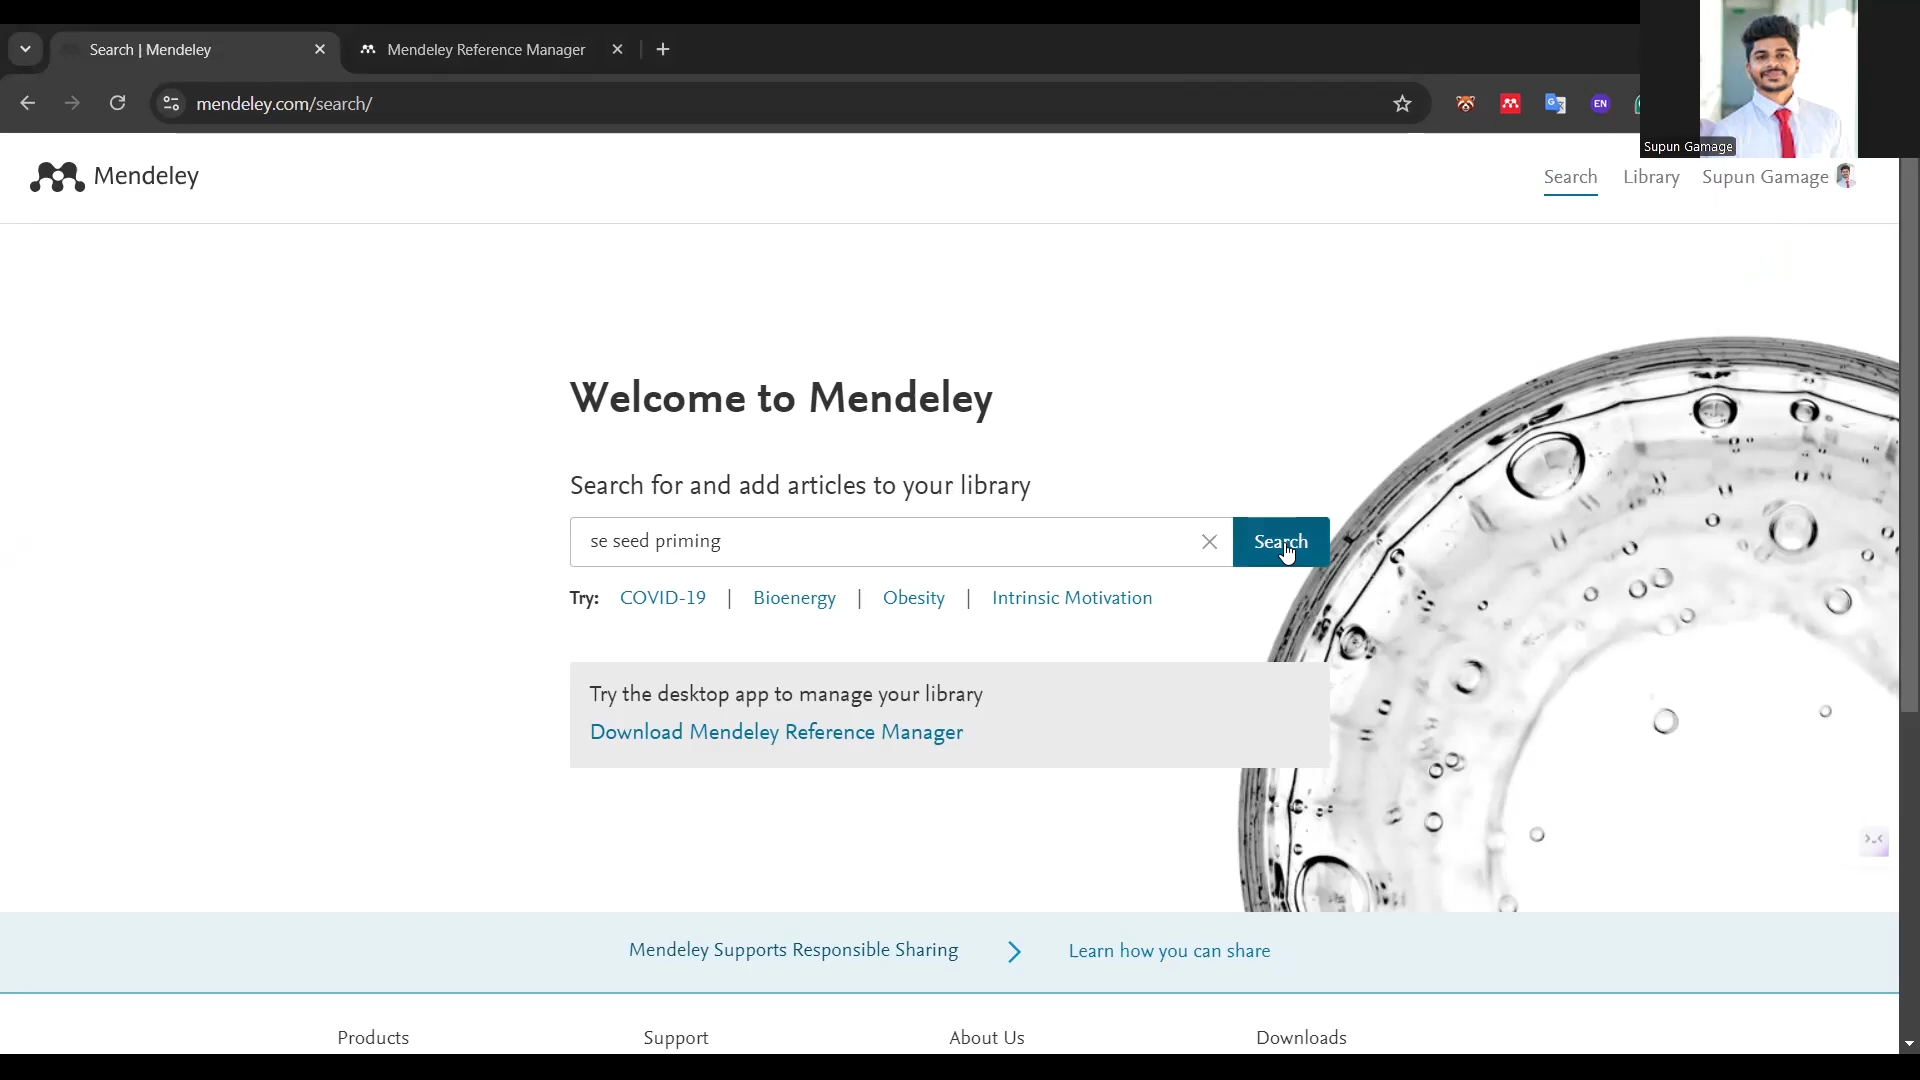 Search | Mendeley
Mendeley Reference Manager
mendeley.com/search/
EN
Supun Gamage
Mendeley
Search
Library
Supun Gamage
Welcome to Mendeley
Search for and add articles to your library
se seed priming
Search
Try: COVID-19 | Bioenergy | Obesity | Intrinsic Motivation
Try the desktop app to manage your library
Download Mendeley Reference Manager
Mendeley Supports Responsible Sharing
Learn how you can share
Products
Support
About Us
Downloads